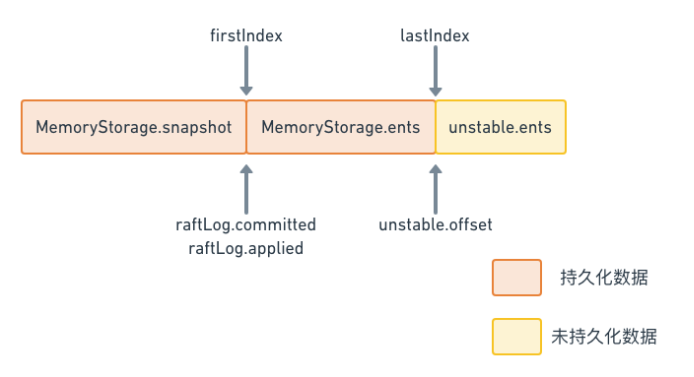 firstIndex
lastIndex
MemoryStorage.snapshot
MemoryStorage.ents
unstable.ents
raftLog.committed
raftLog.applied
unstable.offset
持久化数据
未持久化数据